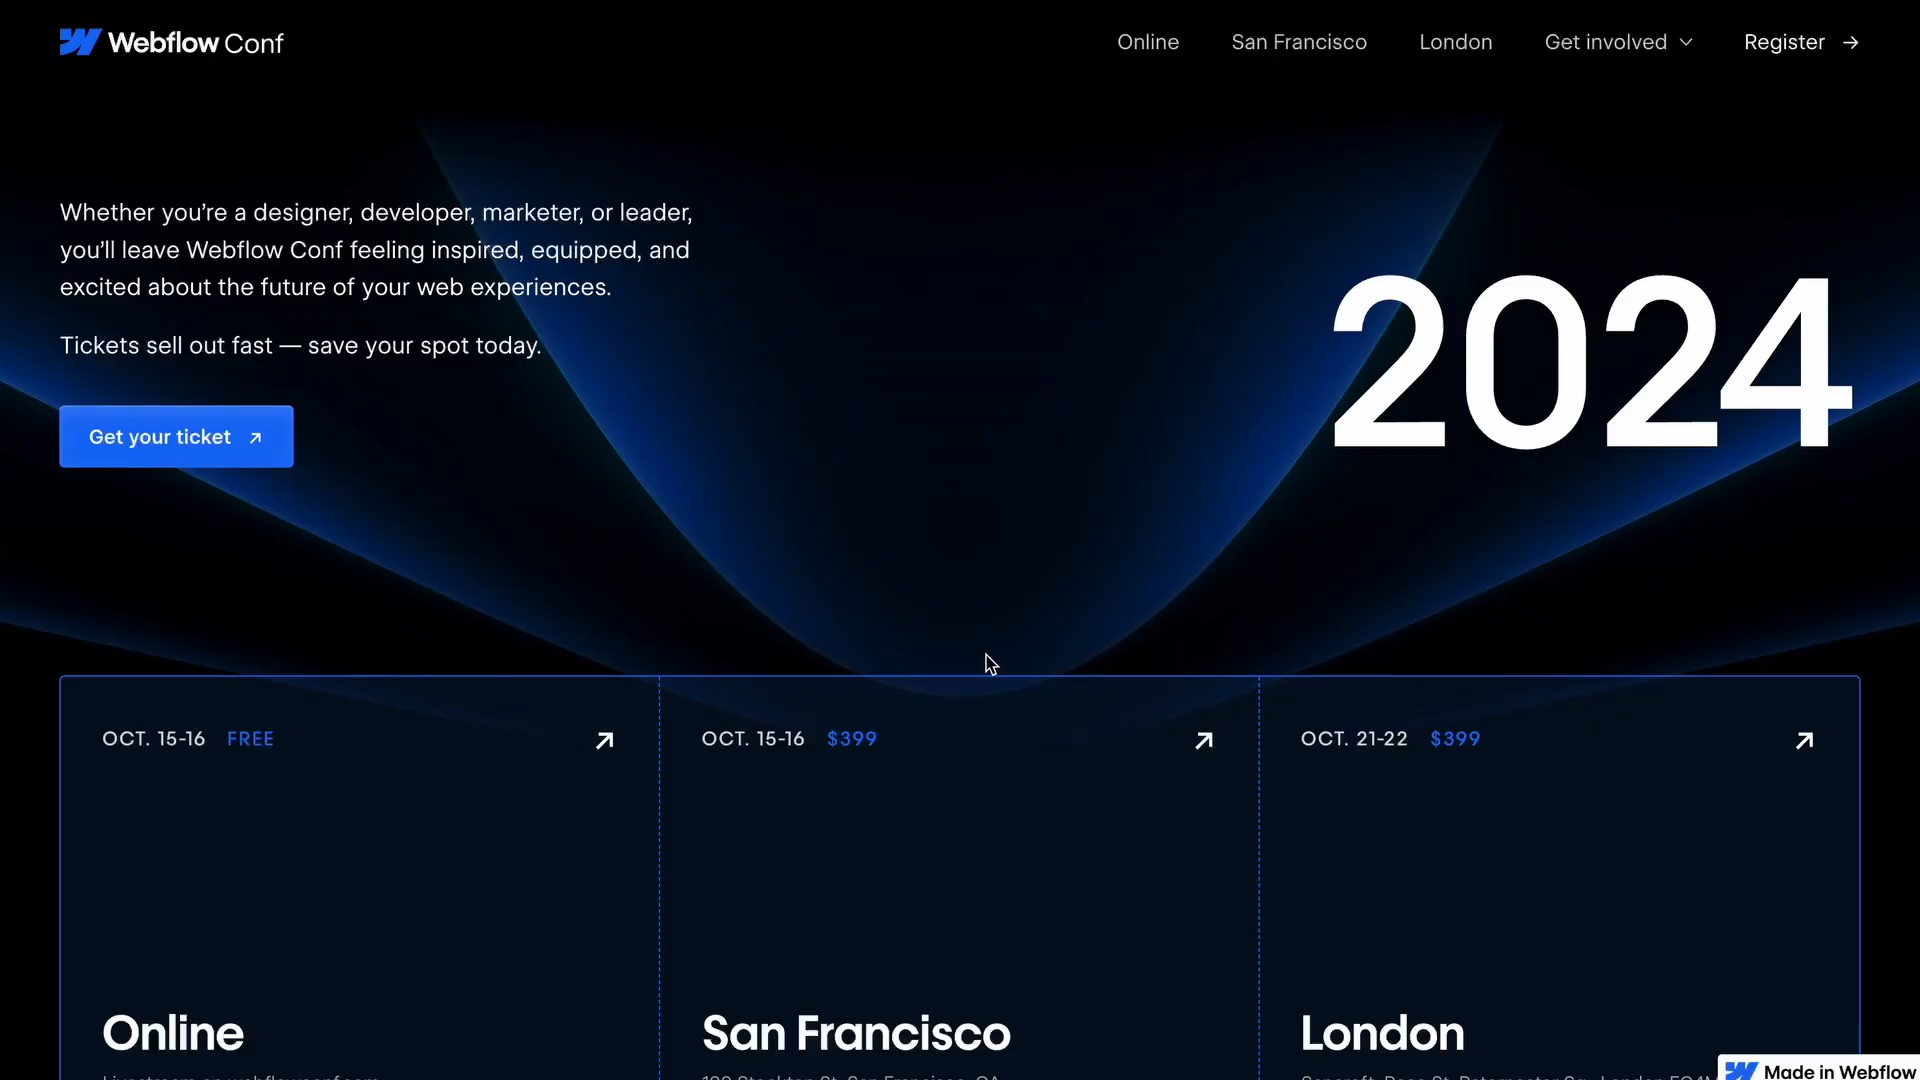 Webflow Conf
Online
San Francisco
London
Get involved
Register →
Whether you're a designer, developer, marketer, or leader,
you'll leave Webflow Conf feeling inspired, equipped, and
excited about the future of your web experiences.
Tickets sell out fast — save your spot today.
Get your ticket ↗
2024
OCT. 15-16 FREE ↗
Online
OCT. 15-16 $399 ↗
San Francisco
OCT. 21-22 $399 ↗
London
Made in Webflow